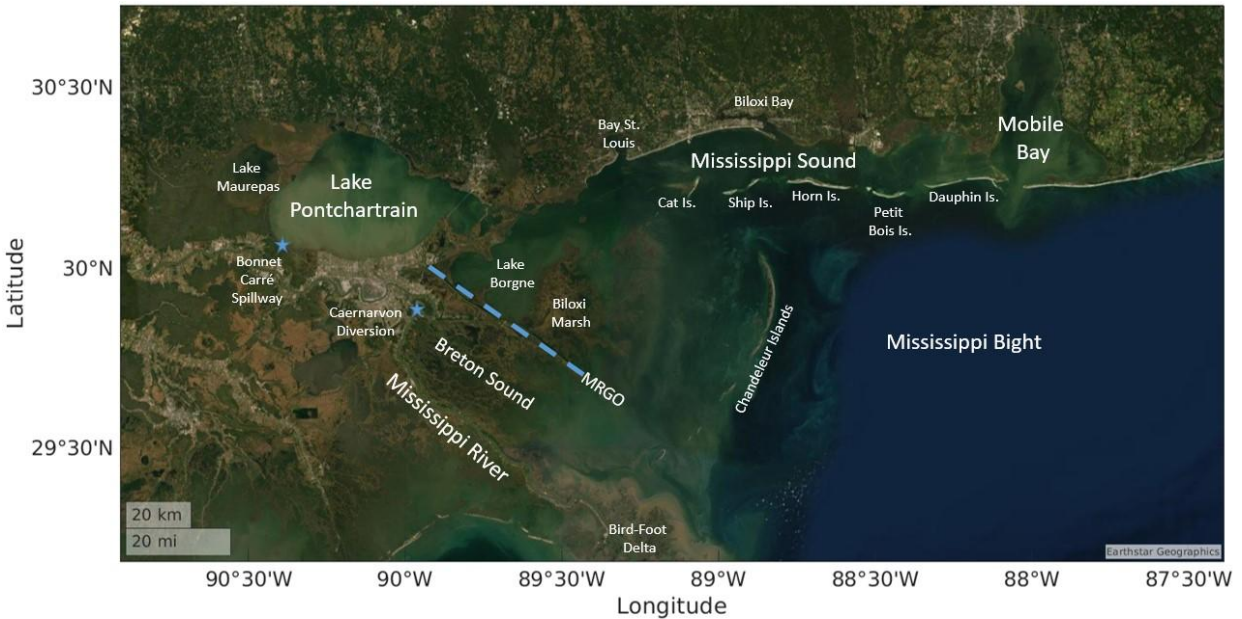 30°30'N
30°N
29°30'N
Latitude
Lake
Maurepas
Lake
Pontchartrain
Bonnet
Carré
Spillway
Caernarvon
Diversion
Lake
Borgne
Biloxi
Marsh
Breton Sound
MRGO
Mississippi River
Bird-Foot
Delta
Bay St.
Louis
Biloxi Bay
Mississippi Sound
Mobile
Bay
Cat Is.
Ship Is.
Horn Is.
Petit
Bois Is.
Dauphin Is.
Chandeleur Islands
Mississippi Bight
20 km
20 mi
Earthstar Geographics
90°30'W
90°W
89°30'W
89°W
88°30'W
88°W
87°30'W
Longitude